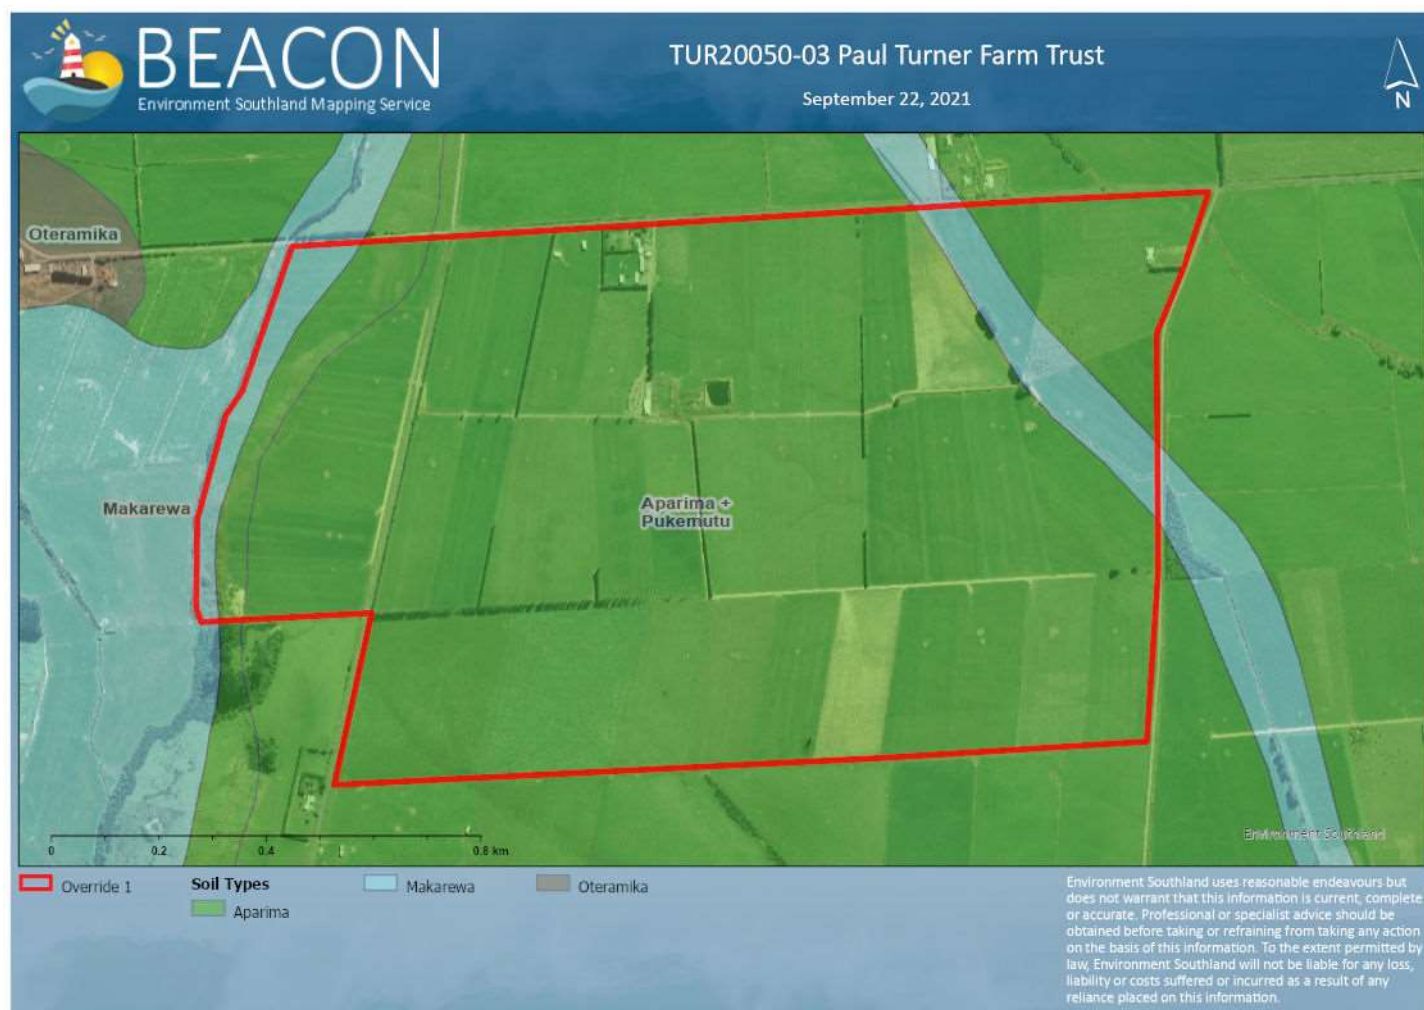 BEACON
Environment Southland Mapping Service
TUR20050-03 Paul Turner Farm Trust
September 22, 2021
N
Oteramika
Makarewa
Aparima +
Pukemutu
Environment Southland
0 0.2 0.4 0.8 km
Override 1
Soil Types
Aparima
Makarewa
Oteramika
Environment Southland uses reasonable endeavours but
does not warrant that this information is current, complete
or accurate. Professional or specialist advice should be
obtained before taking or refraining from taking any action
on the basis of this information. To the extent permitted by
law, Environment Southland will not be liable for any loss,
liability or costs suffered or incurred as a result of any
reliance placed on this information.